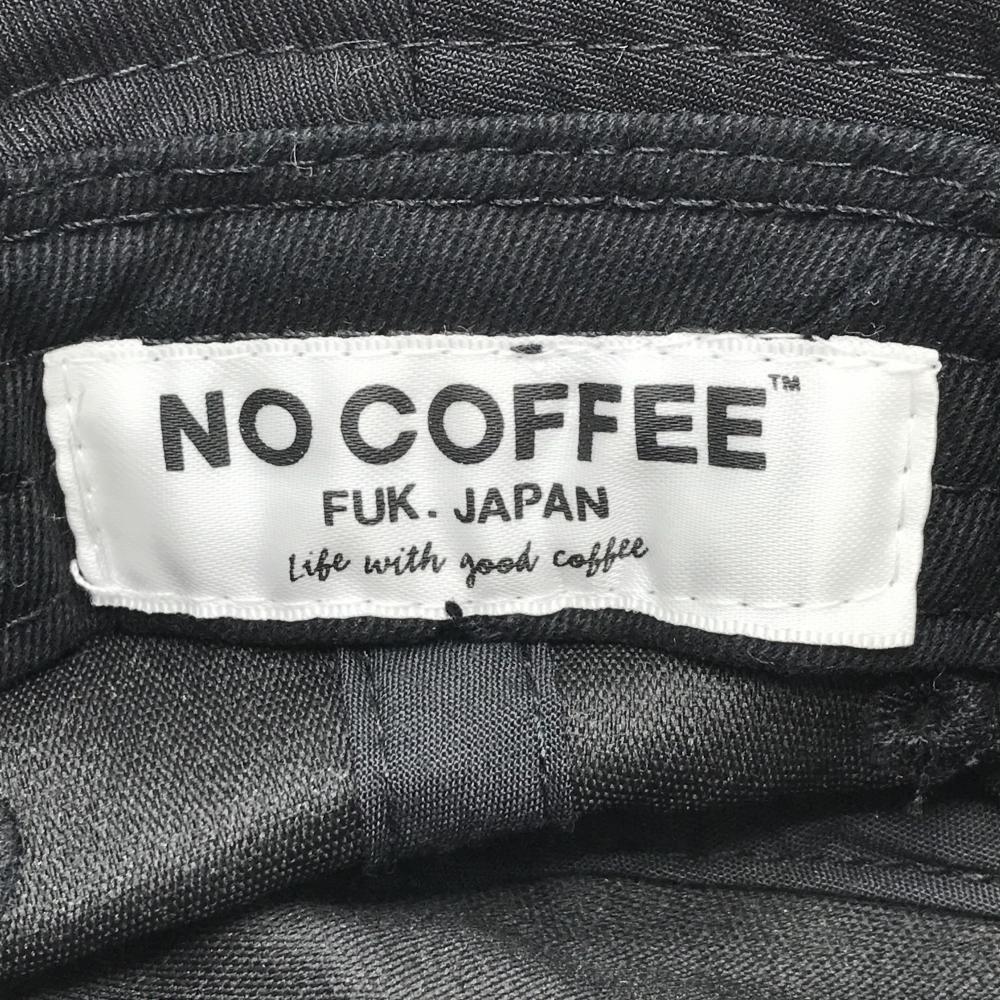 NO COFFEE™
FUK. JAPAN
Life with good coffee